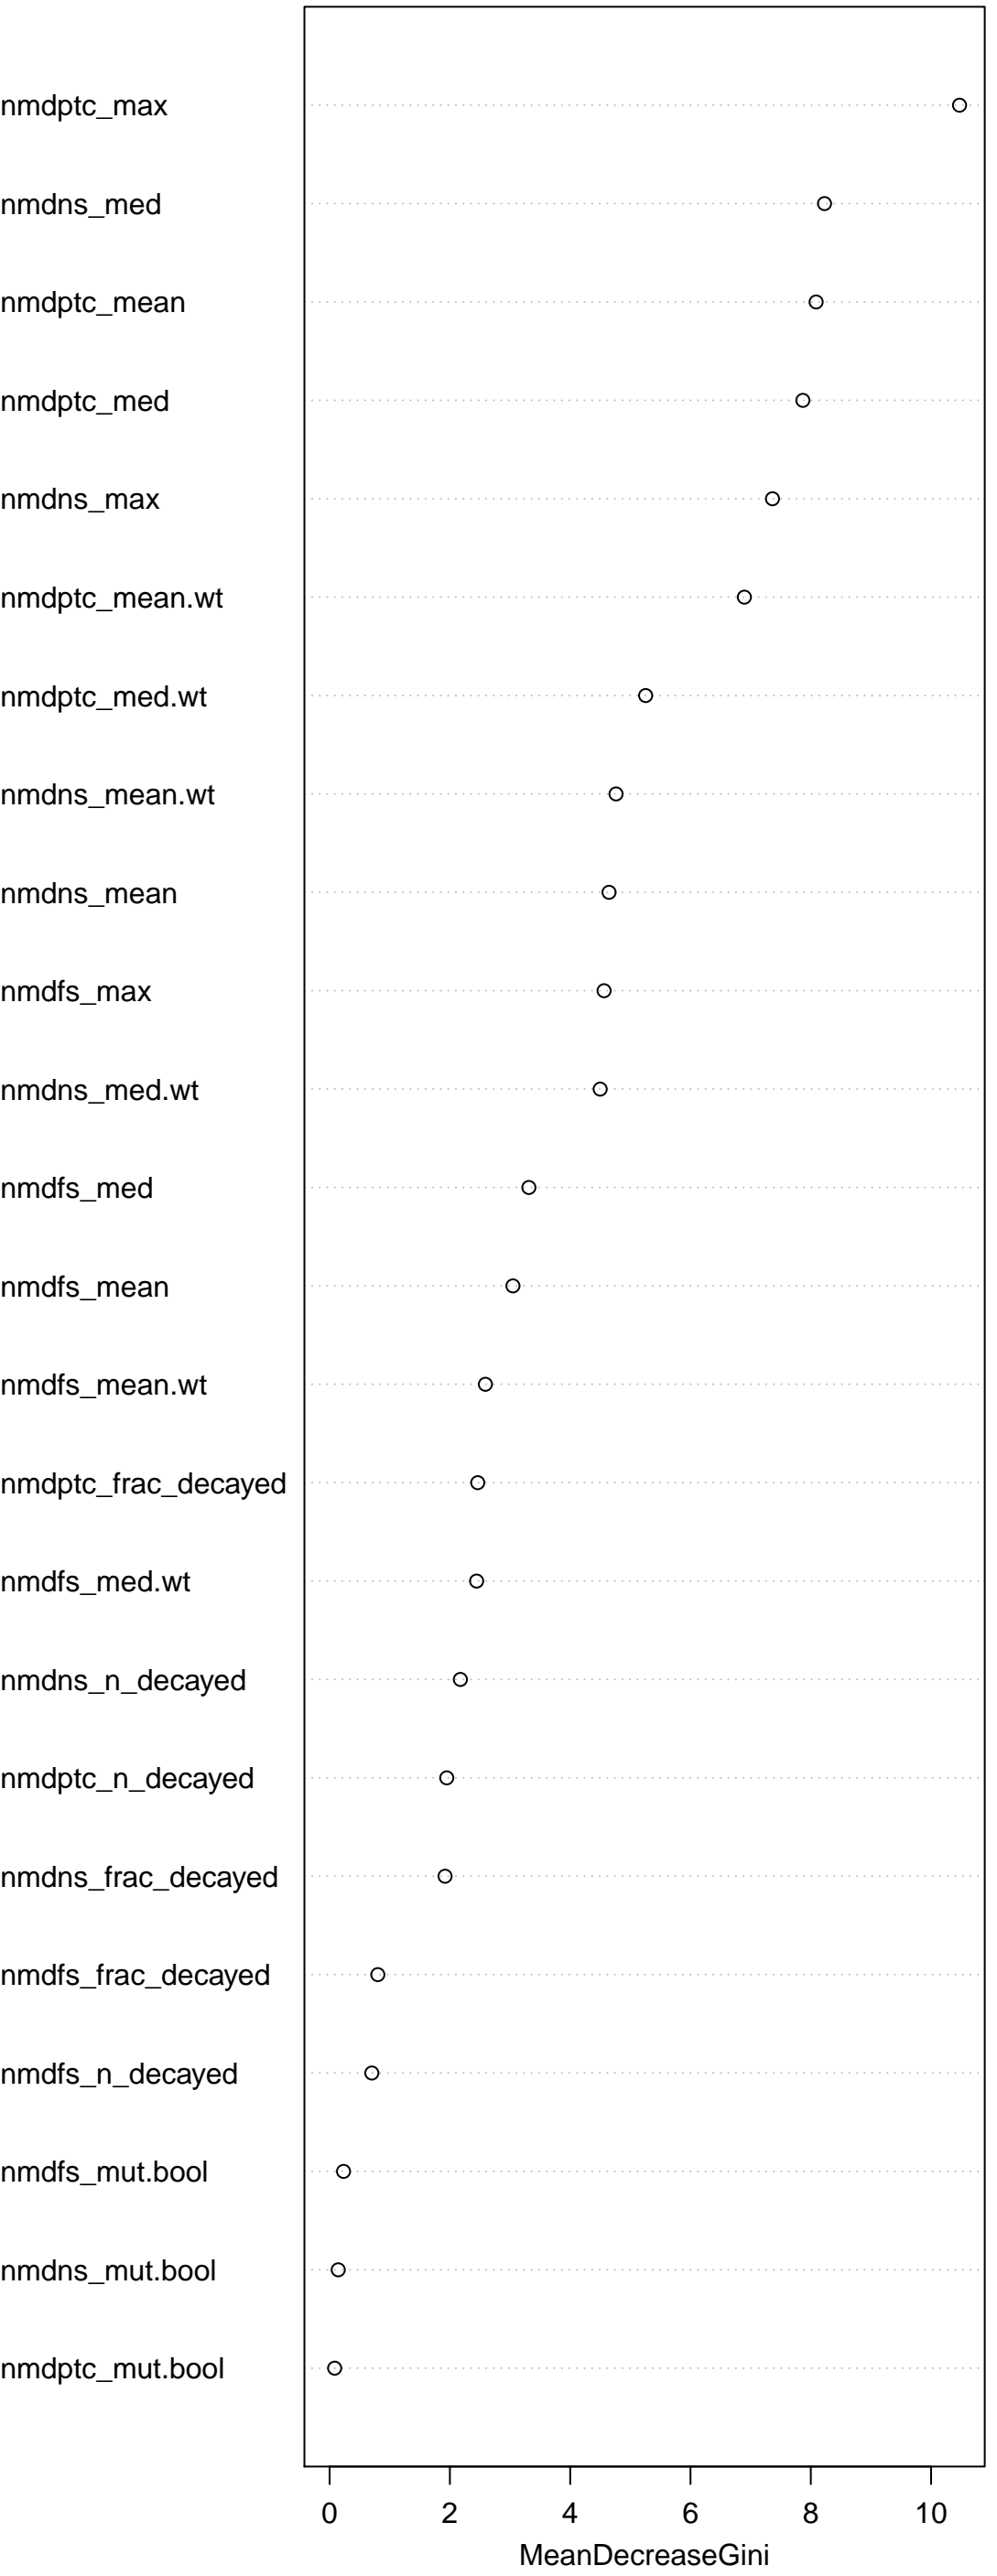 nmdptc_max
nmdns_med
nmdptc_mean
nmdptc_med
nmdns_max
nmdptc_mean.wt
nmdptc_med.wt
nmdns_mean.wt
nmdns_mean
nmdfs_max
nmdns_med.wt
nmdfs_med
nmdfs_mean
nmdfs_mean.wt
nmdptc_frac_decayed
nmdfs_med.wt
nmdns_n_decayed
nmdptc_n_decayed
nmdns_frac_decayed
nmdfs_frac_decayed
nmdfs_n_decayed
nmdfs_mut.bool
nmdns_mut.bool
nmdptc_mut.bool
0 2 4 6 8 10
MeanDecreaseGini